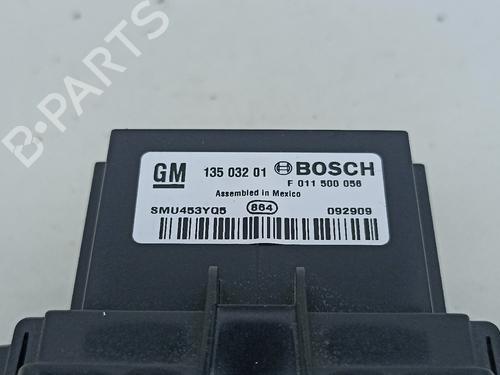 B-PARTS
GM 135 032 01 BOSCH
F 011 500 056
Assembled in Mexico
SMU453YQ5 864 092909